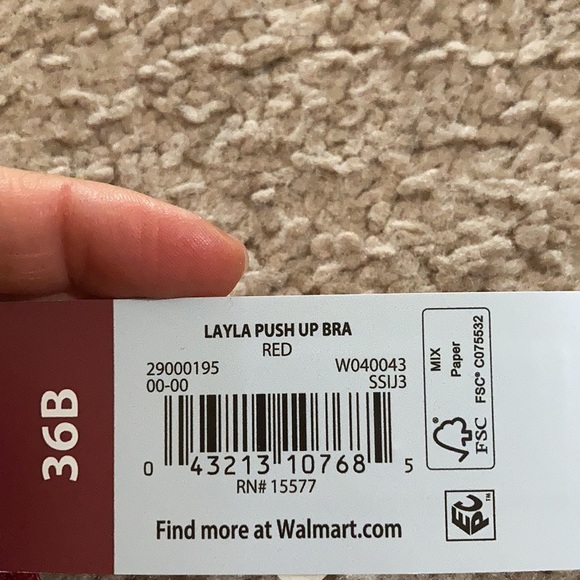 36B
LAYLA PUSH UP BRA
RED
29000195 W040043
00-00 SSIJ3
0 43213 10768 5
RN# 15577
Find more at Walmart.com
MIX
Paper
FSC® C075532
FSC
EPC™